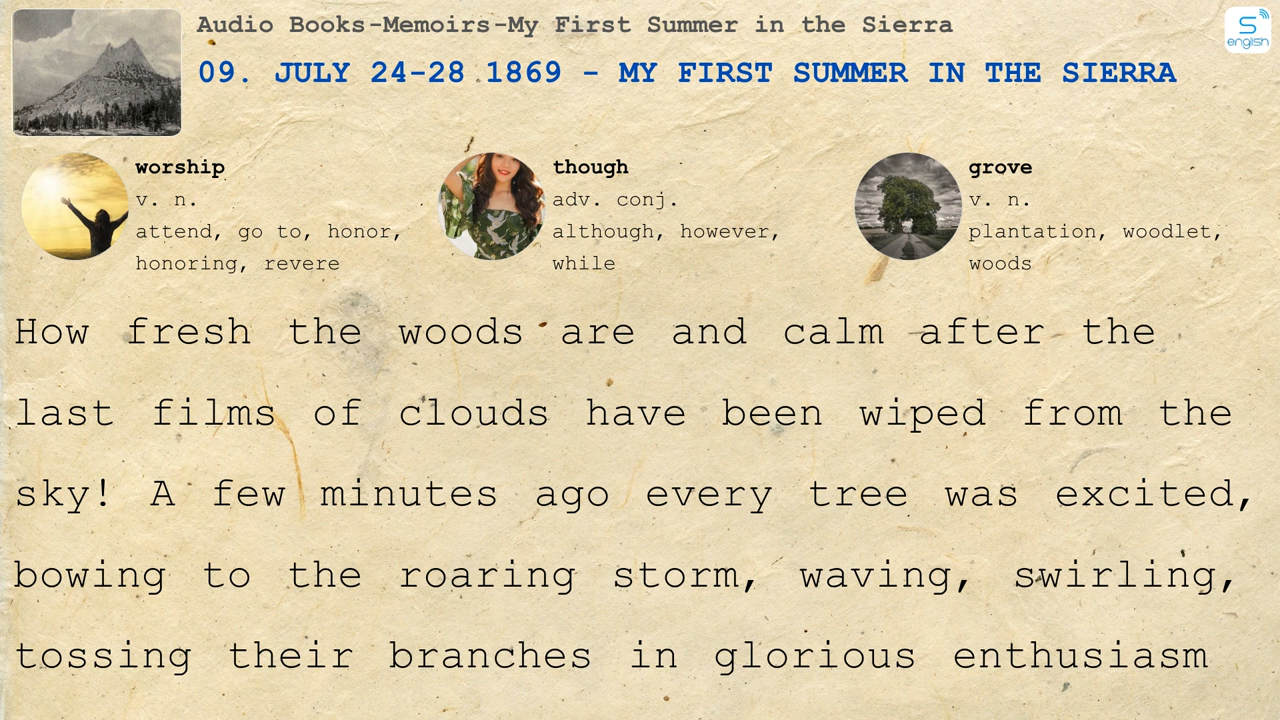 Audio Books-Memoirs-My First Summer in the Sierra
09. JULY 24-28 1869 - MY FIRST SUMMER IN THE SIERRA
S
english
worship
v. n.
attend, go to, honor,
honoring, revere
though
adv. conj.
although, however,
while
grove
v. n.
plantation, woodlet,
woods
How fresh the woods are and calm after the
last films of clouds have been wiped from the
sky! A few minutes ago every tree was excited,
bowing to the roaring storm, waving, swirling,
tossing their branches in glorious enthusiasm